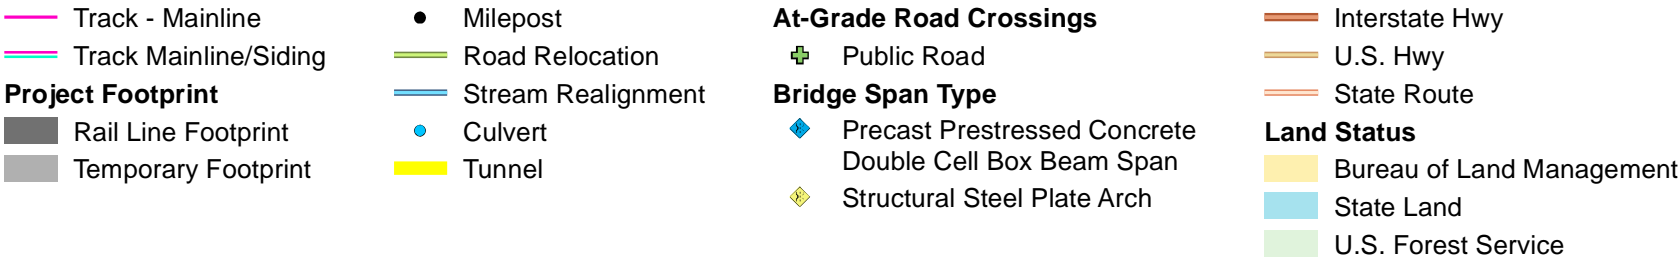 Track - Mainline
Track Mainline/Siding
Project Footprint
Rail Line Footprint
Temporary Footprint
Milepost
Road Relocation
Stream Realignment
Culvert
Tunnel
At-Grade Road Crossings
Public Road
Bridge Span Type
Precast Prestressed Concrete
Double Cell Box Beam Span
Structural Steel Plate Arch
Interstate Hwy
U.S. Hwy
State Route
Land Status
Bureau of Land Management
State Land
U.S. Forest Service